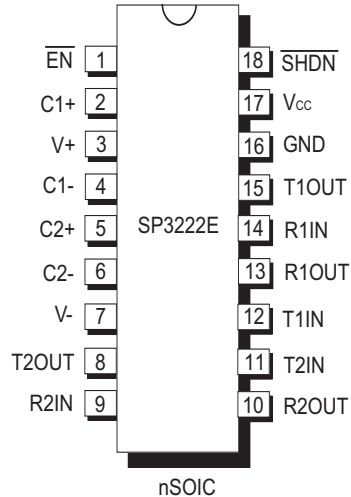 EN 1 18 SHDN
C1+ 2 17 Vcc
V+ 3 16 GND
C1- 4 15 T1OUT
C2+ 5 SP3222E 14 R1IN
C2- 6 13 R1OUT
V- 7 12 T1IN
T2OUT 8 11 T2IN
R2IN 9 10 R2OUT
nSOIC